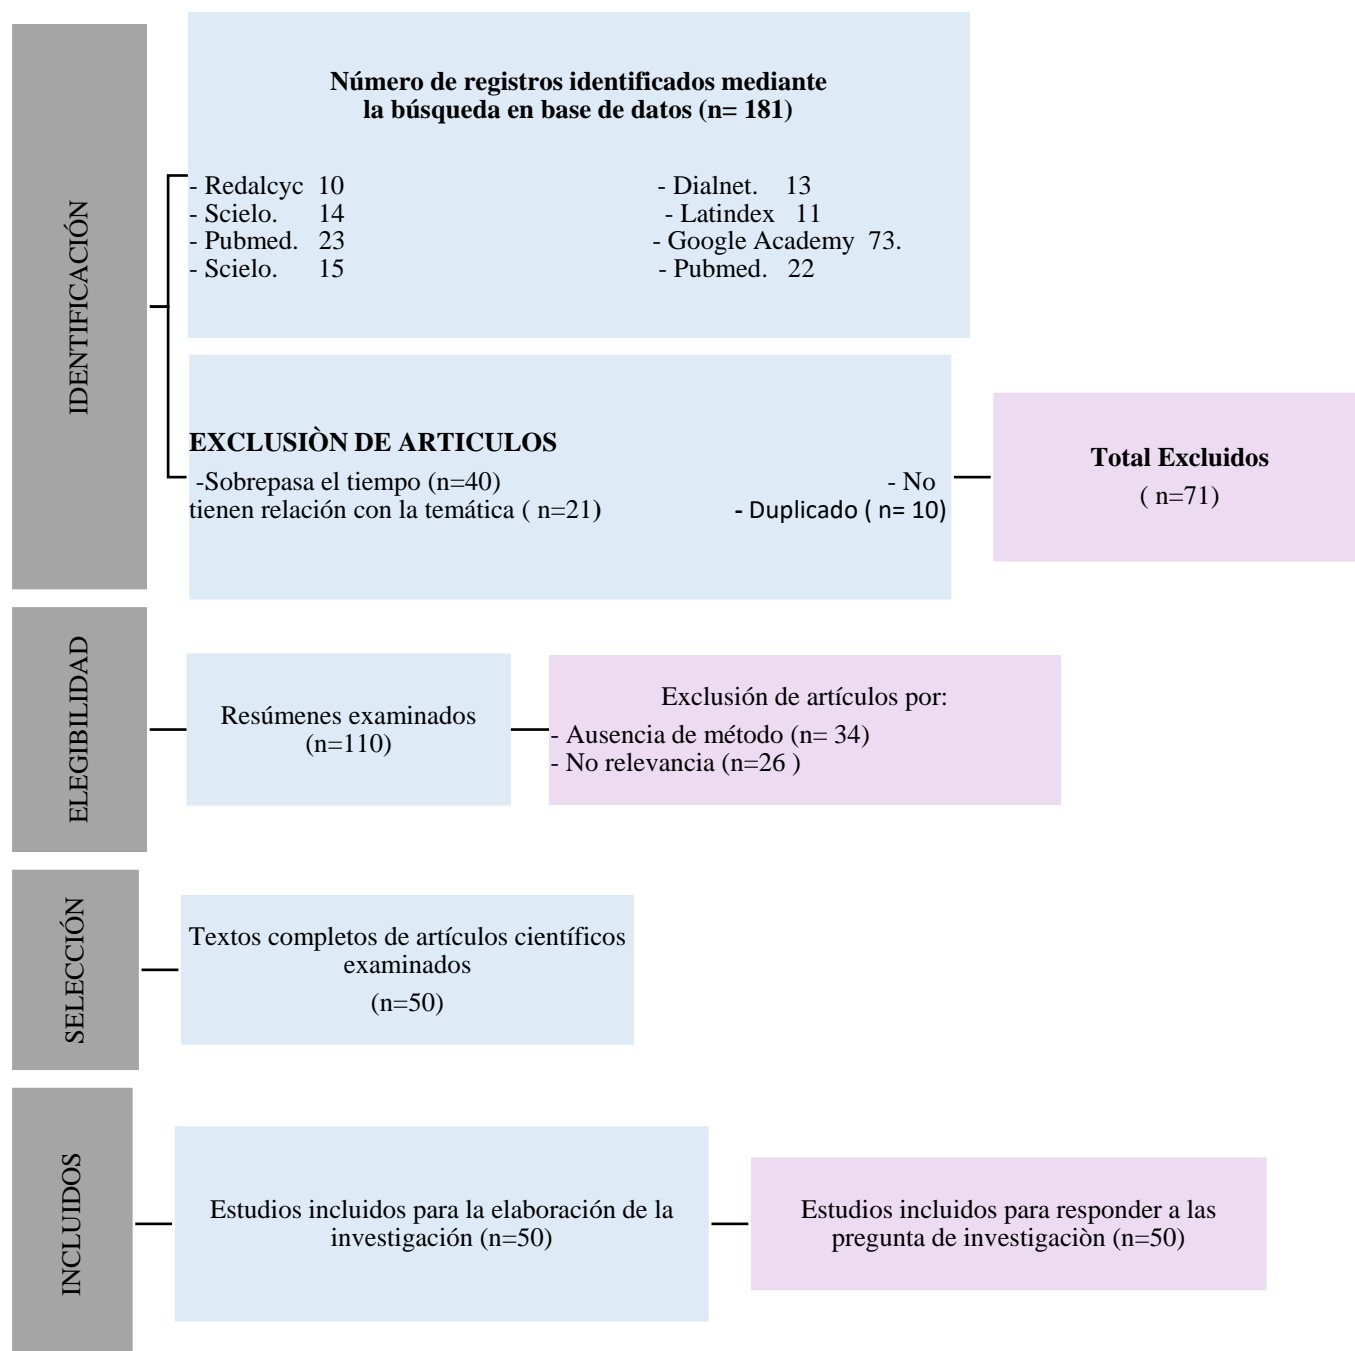 IDENTIFICACIÓN
Número de registros identificados mediante
la búsqueda en base de datos (n= 181)
- Redalcyc 10 - Dialnet. 13
- Scielo. 14 - Latindex 11
- Pubmed. 23 - Google Academy 73.
- Scielo. 15 - Pubmed. 22
EXCLUSIÒN DE ARTICULOS
-Sobrepasa el tiempo (n=40) - No
tienen relación con la temática ( n=21) - Duplicado ( n= 10)
Total Excluidos
( n=71)
ELEGIBILIDAD
Resúmenes examinados
(n=110)
Exclusión de artículos por:
- Ausencia de método (n= 34)
- No relevancia (n=26 )
SELECCIÓN
Textos completos de artículos científicos
examinados
(n=50)
INCLUIDOS
Estudios incluidos para la elaboración de la
investigación (n=50)
Estudios incluidos para responder a las
pregunta de investigaciòn (n=50)